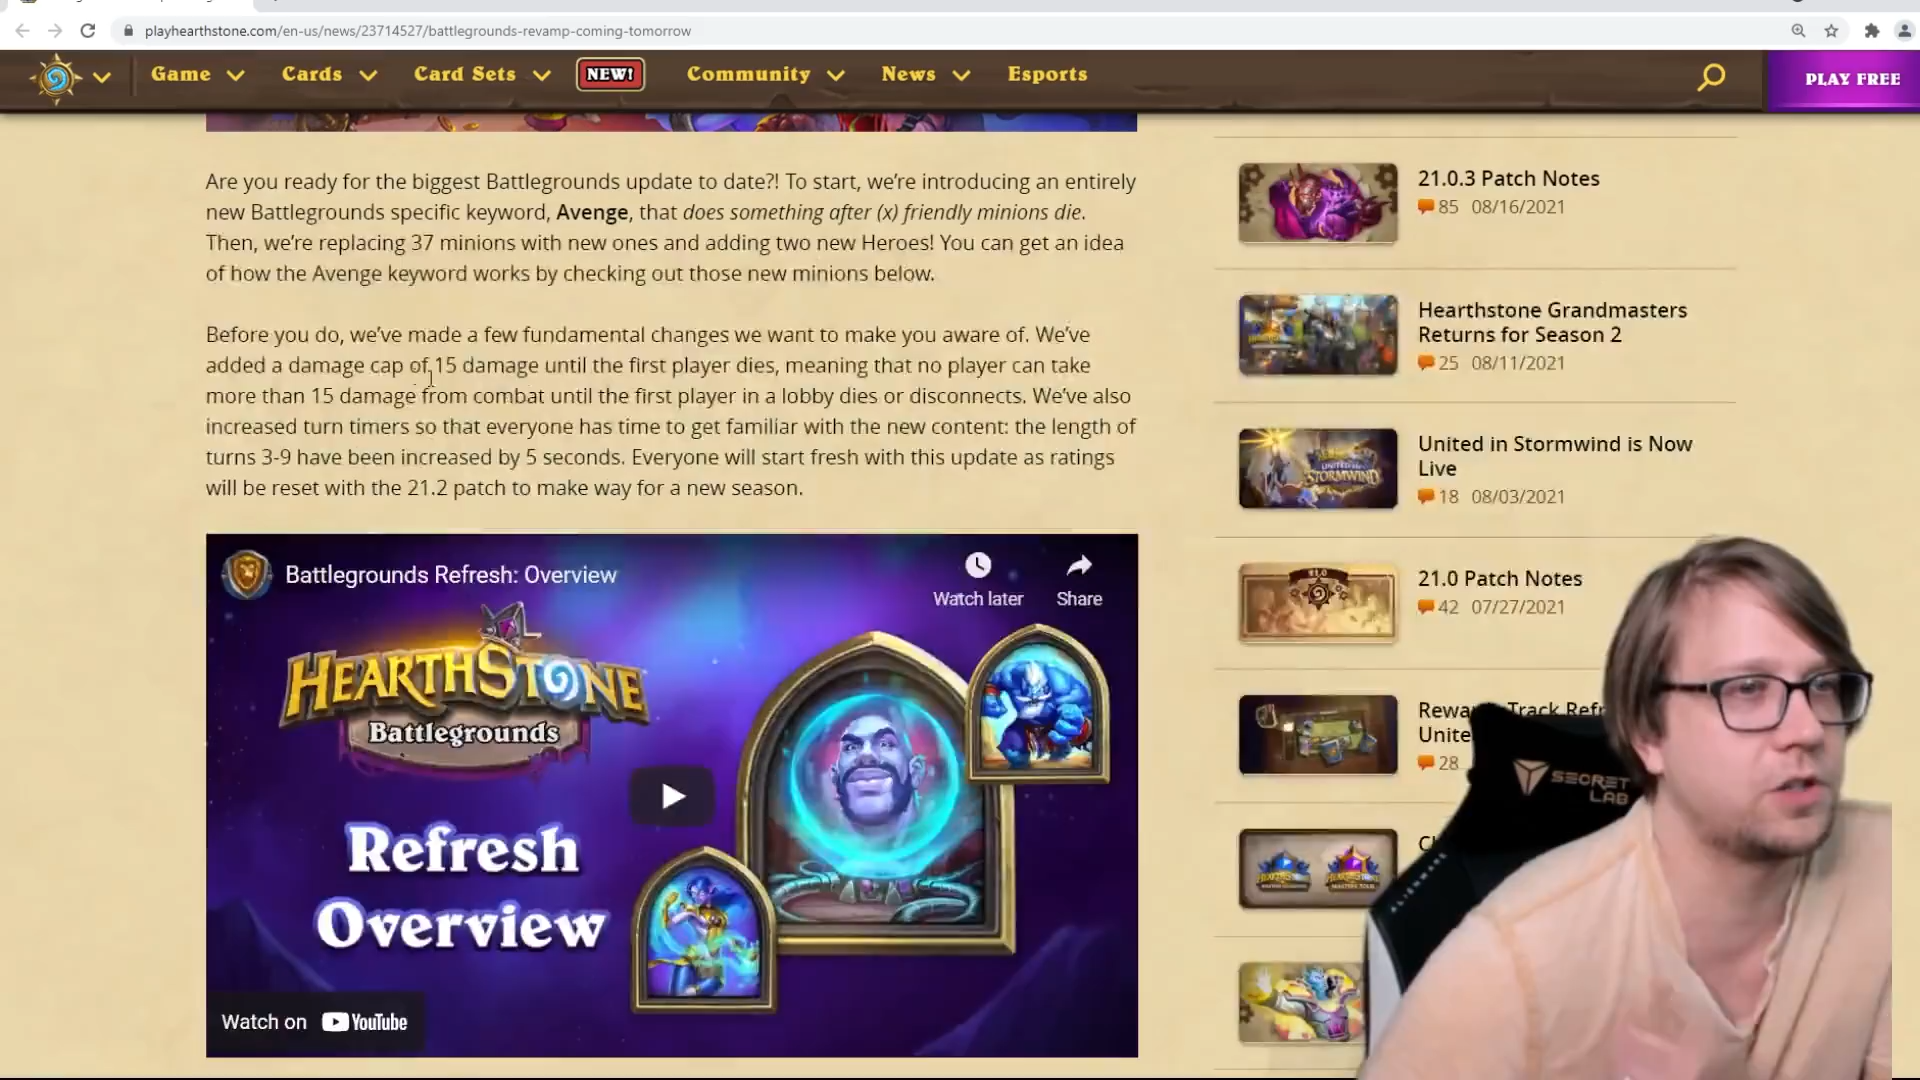 playhearthstone.com/en-us/news/23714527/battlegrounds-revamp-coming-tomorrow
Game
Cards
Card Sets
NEW!
Community
News
Esports
PLAY FREE
Are you ready for the biggest Battlegrounds update to date?! To start, we're introducing an entirely
new Battlegrounds specific keyword, Avenge, that does something after (x) friendly minions die.
Then, we're replacing 37 minions with new ones and adding two new Heroes! You can get an idea
of how the Avenge keyword works by checking out those new minions below.
Before you do, we've made a few fundamental changes we want to make you aware of. We've
added a damage cap of 15 damage until the first player dies, meaning that no player can take
more than 15 damage from combat until the first player in a lobby dies or disconnects. We've also
increased turn timers so that everyone has time to get familiar with the new content: the length of
turns 3-9 have been increased by 5 seconds. Everyone will start fresh with this update as ratings
will be reset with the 21.2 patch to make way for a new season.
Battlegrounds Refresh: Overview
Watch later
Share
HEARTHSTONE
Battlegrounds
Refresh
Overview
Watch on YouTube
21.0.3 Patch Notes
85 08/16/2021
Hearthstone Grandmasters
Returns for Season 2
25 08/11/2021
UNITED IN
STORMWIND
United in Stormwind is Now
Live
18 08/03/2021
21.0 Patch Notes
42 07/27/2021
Track Refr
Unite
28
SECRET
LAB
ALIENWARE